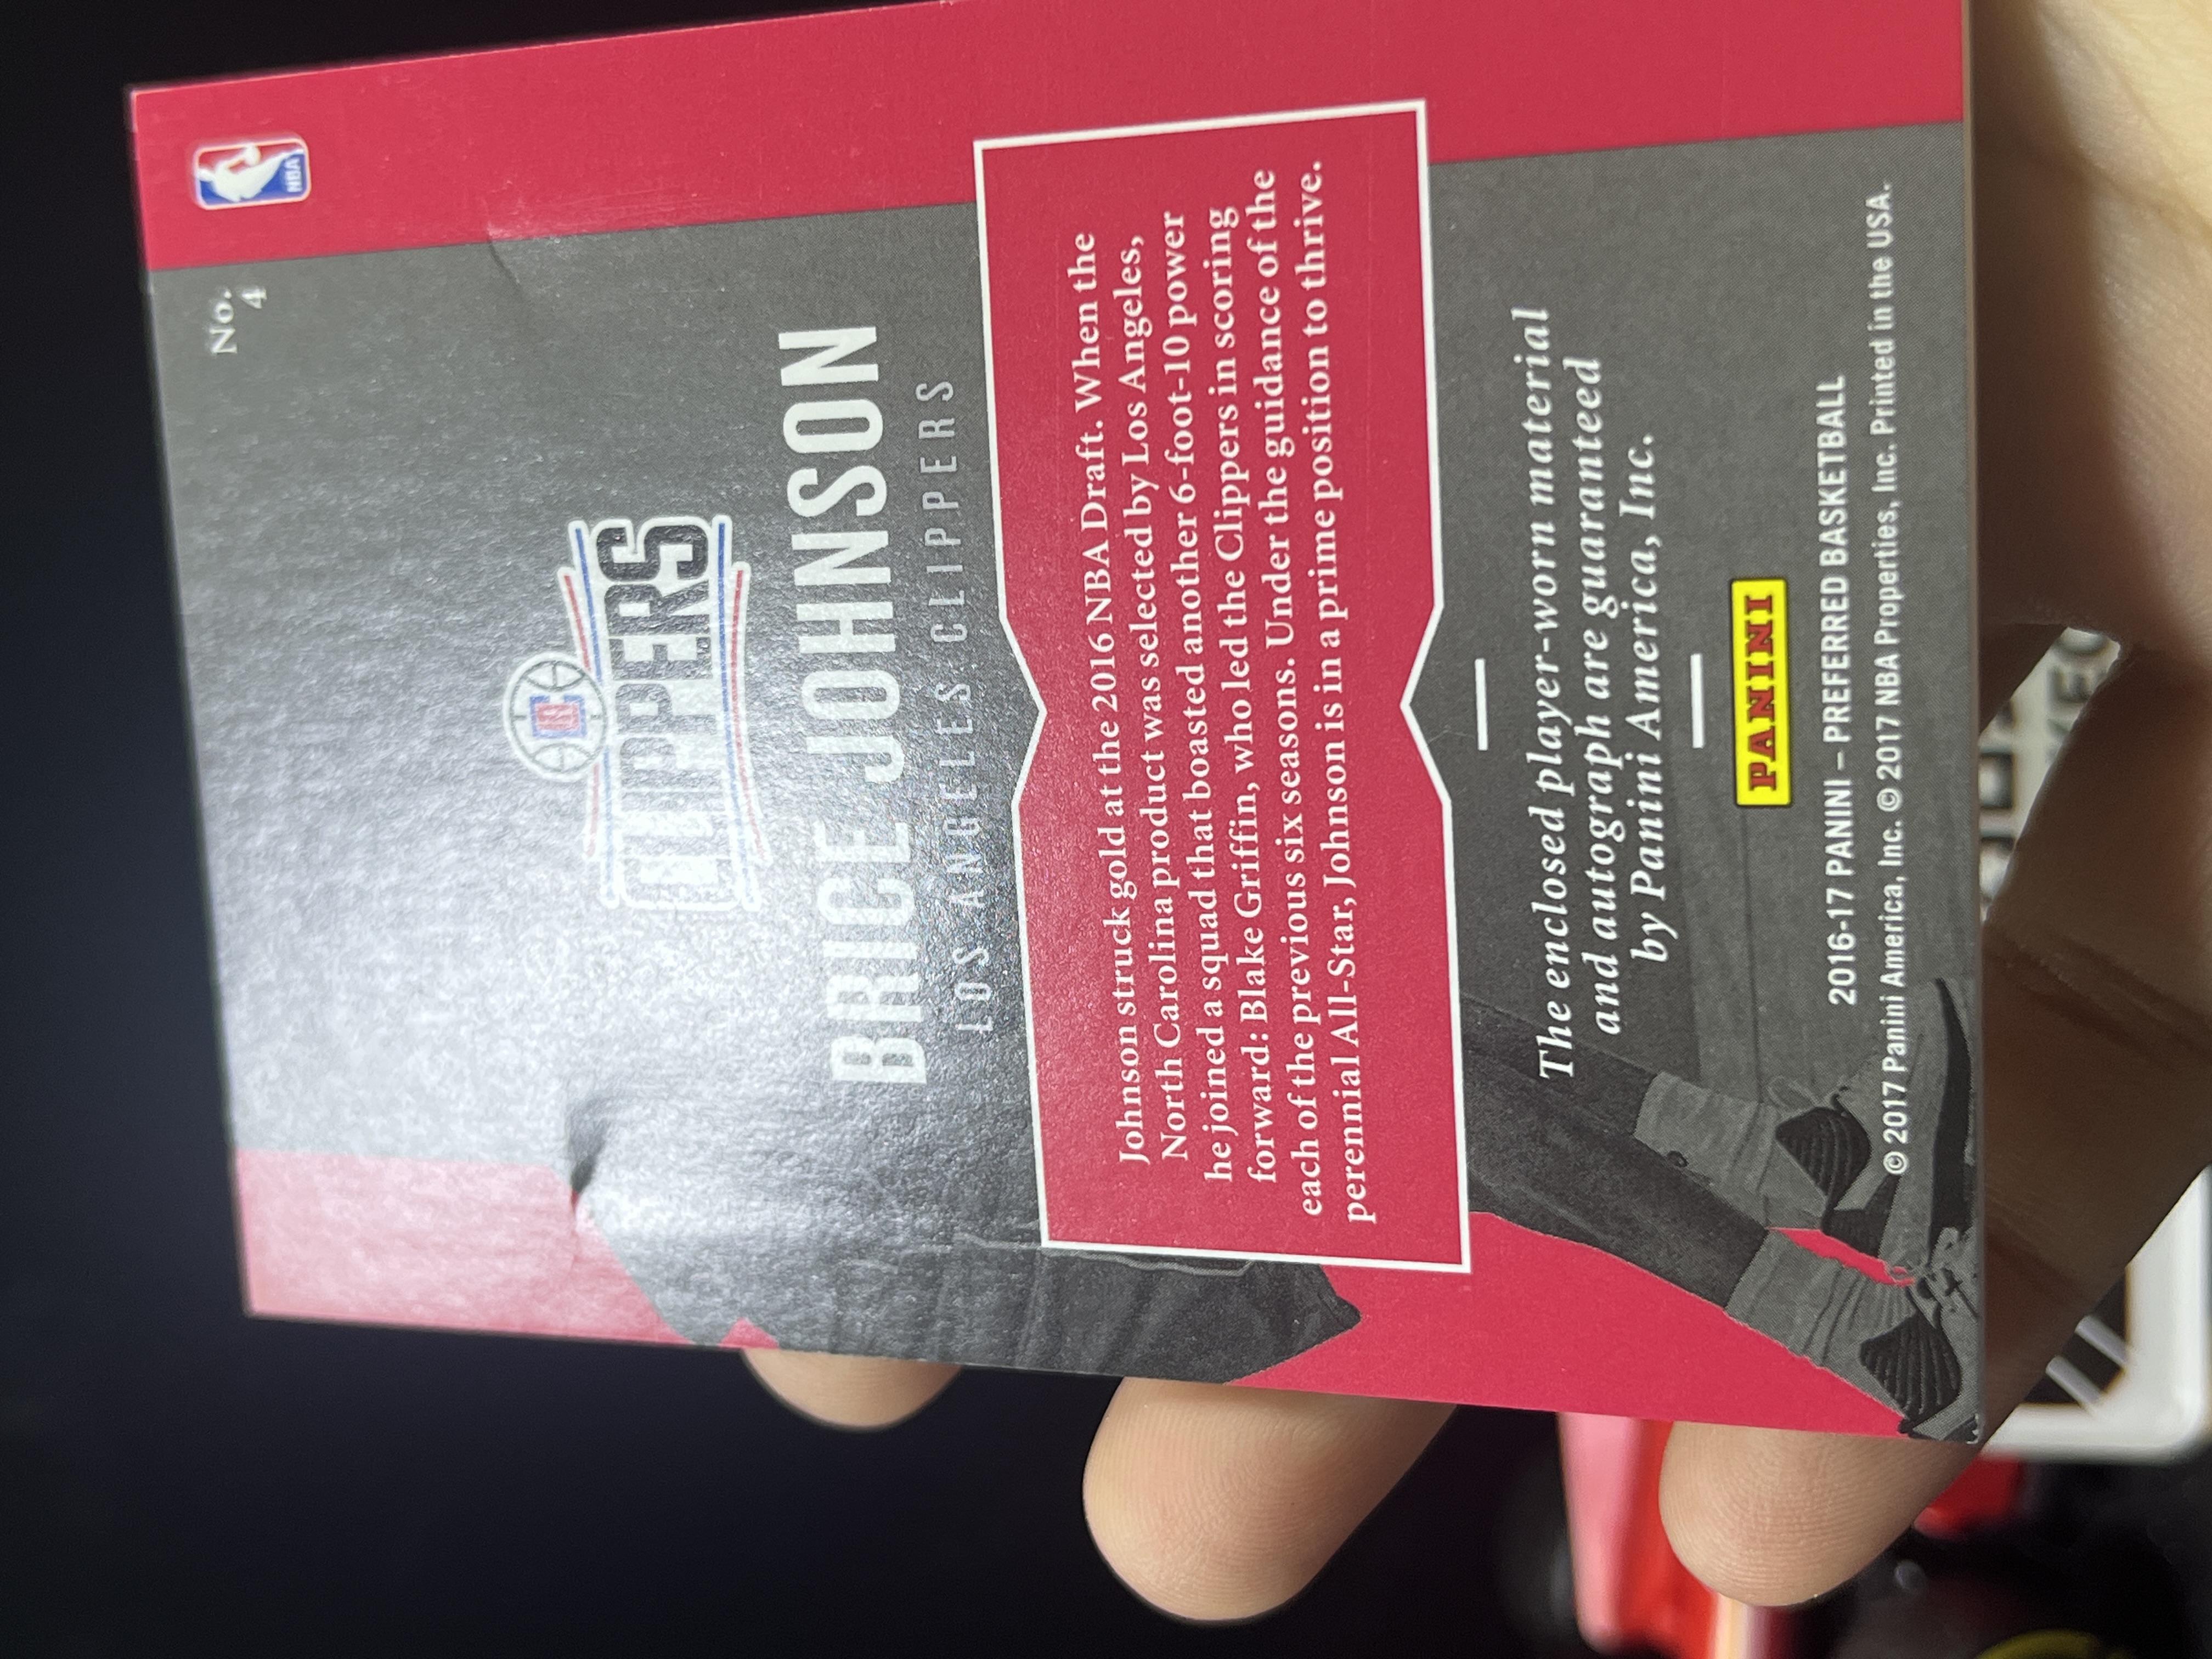 NBA
No.
4
CLIPPERS
BRICE JOHNSON
LOS ANGELES CLIPPERS
Johnson struck gold at the 2016 NBA Draft. When the
North Carolina product was selected by Los Angeles,
he joined a squad that boasted another 6-foot-10 power
forward: Blake Griffin, who led the Clippers in scoring
each of the previous six seasons. Under the guidance of the
perennial All-Star, Johnson is in a prime position to thrive.
The enclosed player-worn material
and autograph are guaranteed
by Panini America, Inc.
PANINI
2016-17 PANINI – PREFERRED BASKETBALL
© 2017 Panini America, Inc. © 2017 NBA Properties, Inc. Printed in the USA.